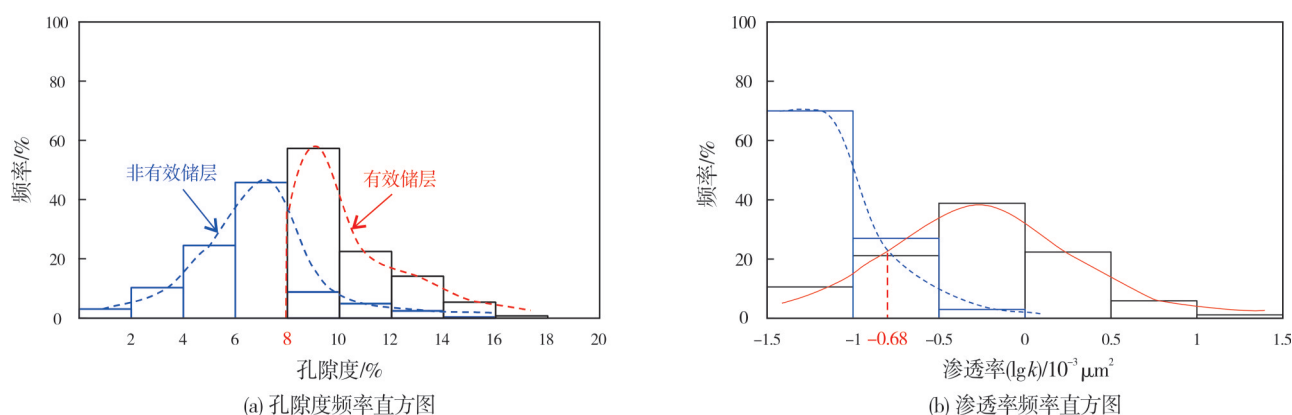 100
80
60
40
20
0
频率/%
非有效储层
有效储层
2 4 6 8 10 12 14 16 18 20
孔隙度/%
(a) 孔隙度频率直方图
100
80
60
40
20
0
频率/%
-1.5 -1 -0.68 -0.5 0 0.5 1 1.5
渗透率(lgk)/10⁻³ μm²
(b) 渗透率频率直方图